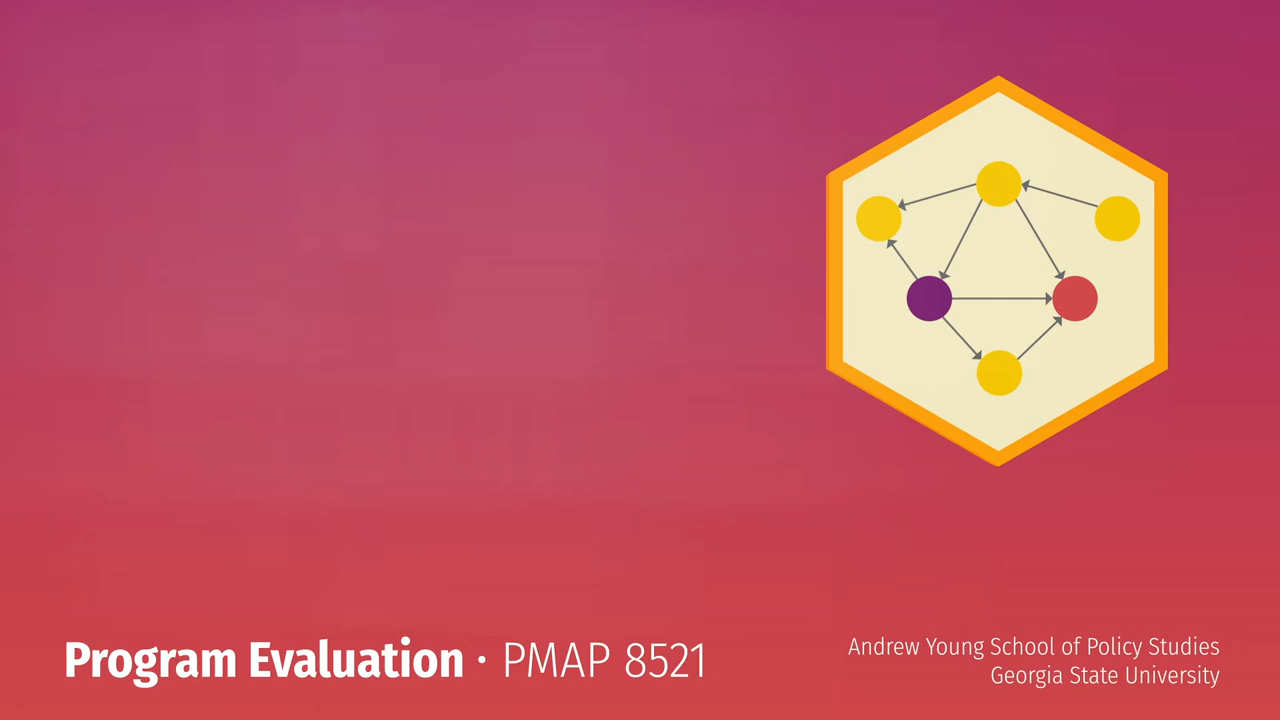 Program Evaluation · PMAP 8521
Andrew Young School of Policy Studies
Georgia State University